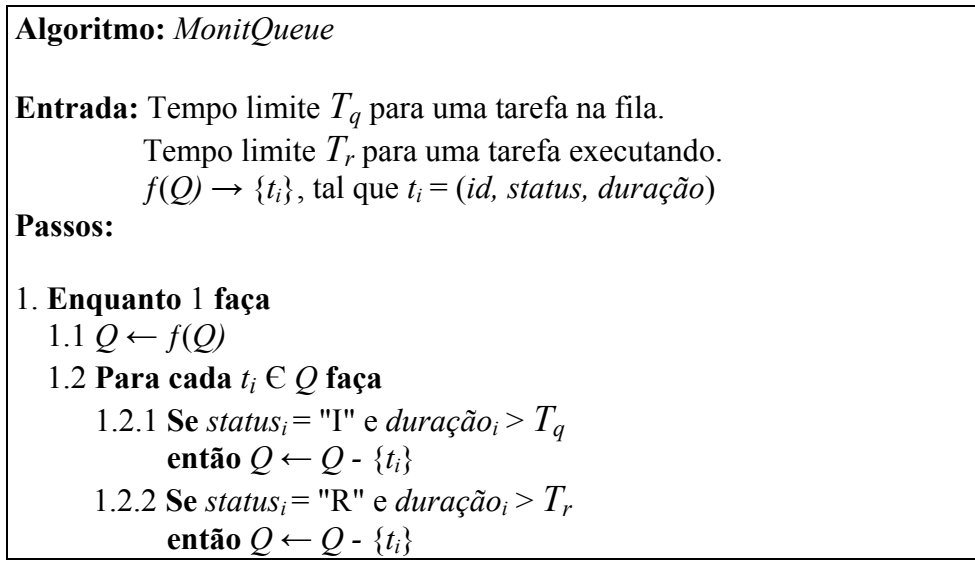 Algoritmo: MonitQueue
Entrada: Tempo limite Tq para uma tarefa na fila.
Tempo limite Tr para uma tarefa executando.
f(Q) → {ti}, tal que ti = (id, status, duração)
Passos:
1. Enquanto 1 faça
1.1 Q ← f(Q)
1.2 Para cada ti Є Q faça
1.2.1 Se statusi = "I" e duraçãoi > Tq
então Q ← Q - {ti}
1.2.2 Se statusi = "R" e duraçãoi > Tr
então Q ← Q - {ti}